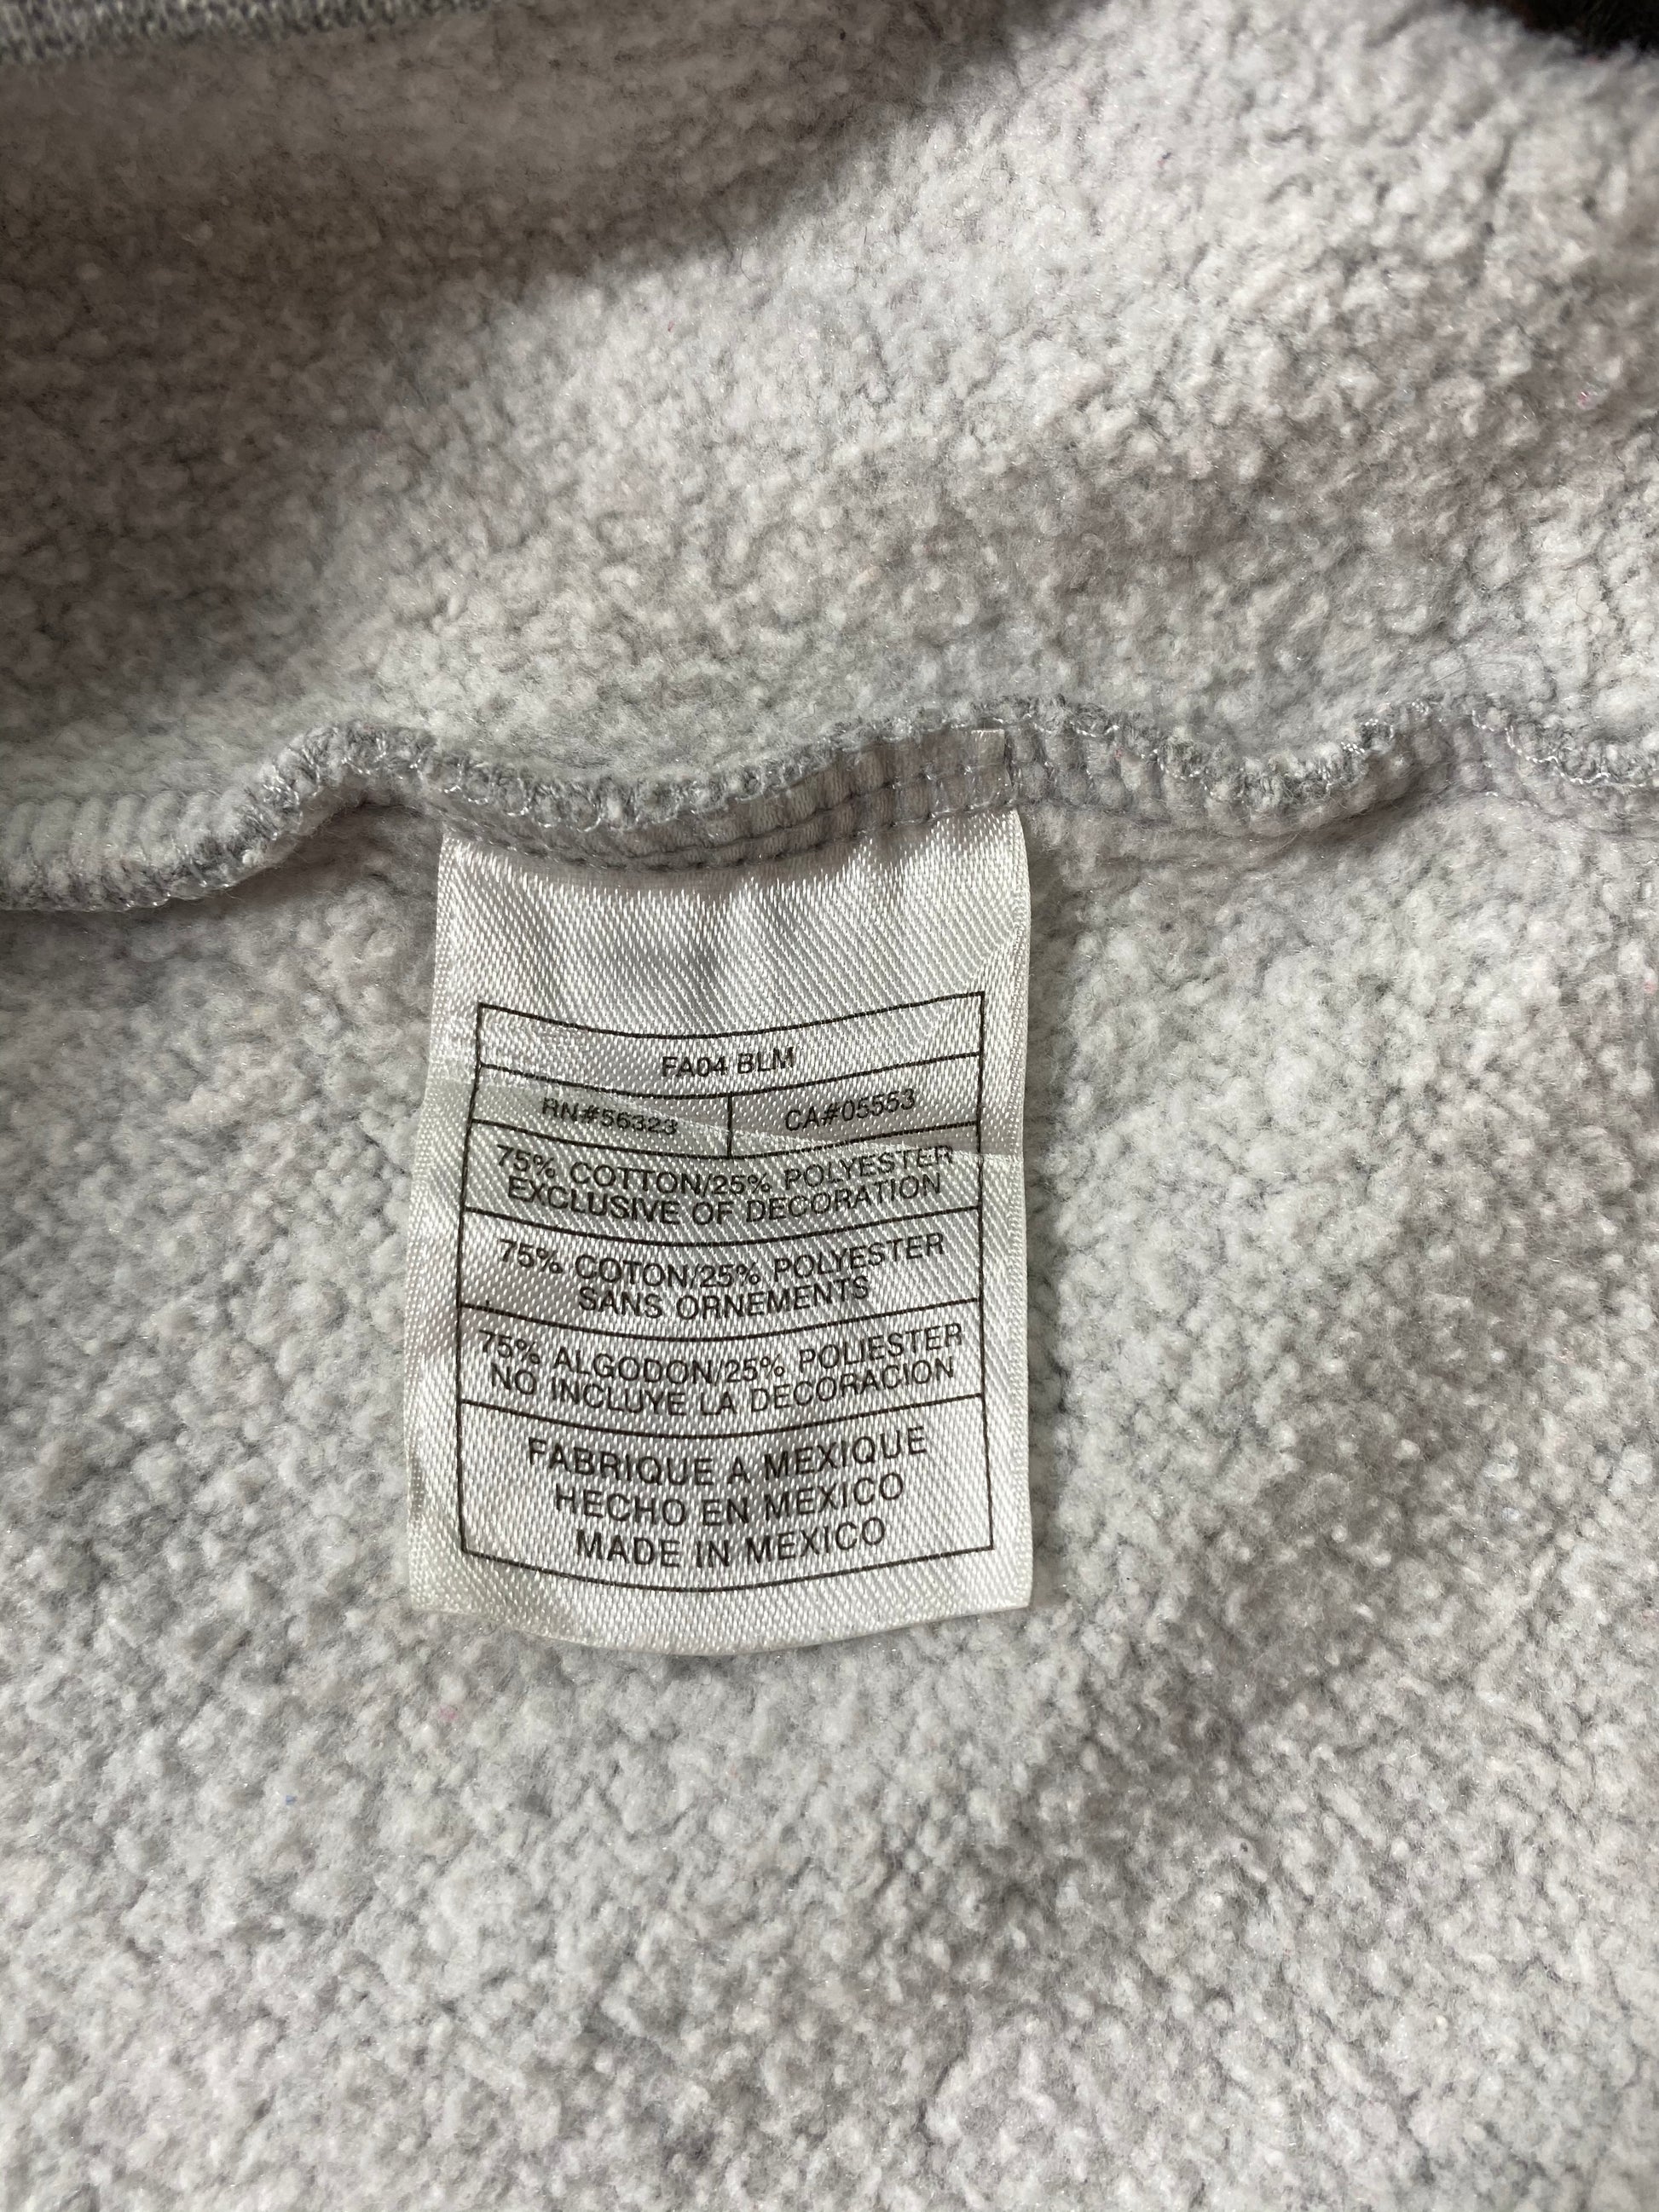 FA04 BLM
RN#56323 CA#05553
75% COTTON/25% POLYESTER
EXCLUSIVE OF DECORATION
75% COTON/25% POLYESTER
SANS ORNEMENTS
75% ALGODON/25% POLIESTER
NO INCLUYE LA DECORACION
FABRIQUE A MEXIQUE
HECHO EN MEXICO
MADE IN MEXICO